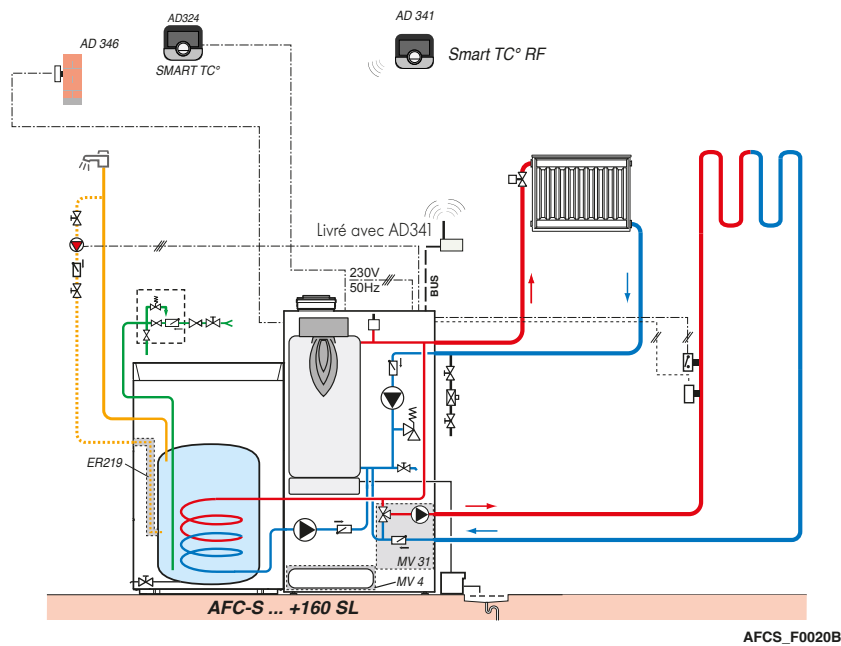 AD324
AD 341
AD 346
SMART TC°
Smart TC° RF
Livré avec AD341
230V
50Hz
BUS
ER219
MV 31
MV 4
AFC-S ... +160 SL
AFCS_F0020B